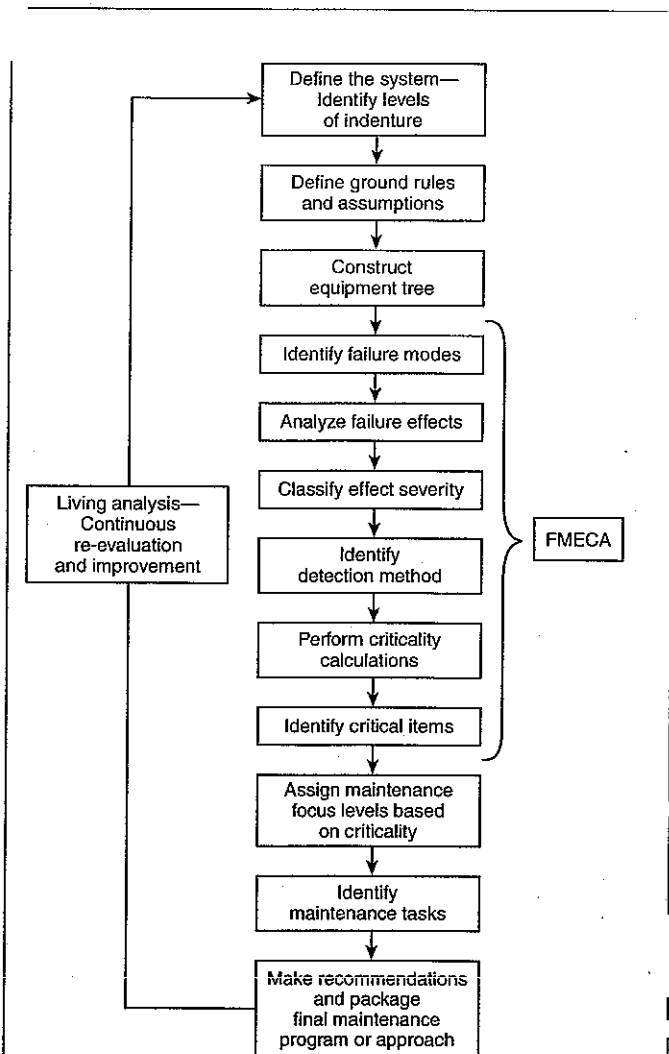 Define the system—
Identify levels
of indenture
Define ground rules
and assumptions
Construct
equipment tree
Identify failure modes
Analyze failure effects
Classify effect severity
Identify
detection method
Perform criticality
calculations
Identify critical items
Assign maintenance
focus levels based
on criticality
Identify
maintenance tasks
Make recommendations
and package
final maintenance
program or approach
Living analysis—
Continuous
re-evaluation
and improvement
FMECA